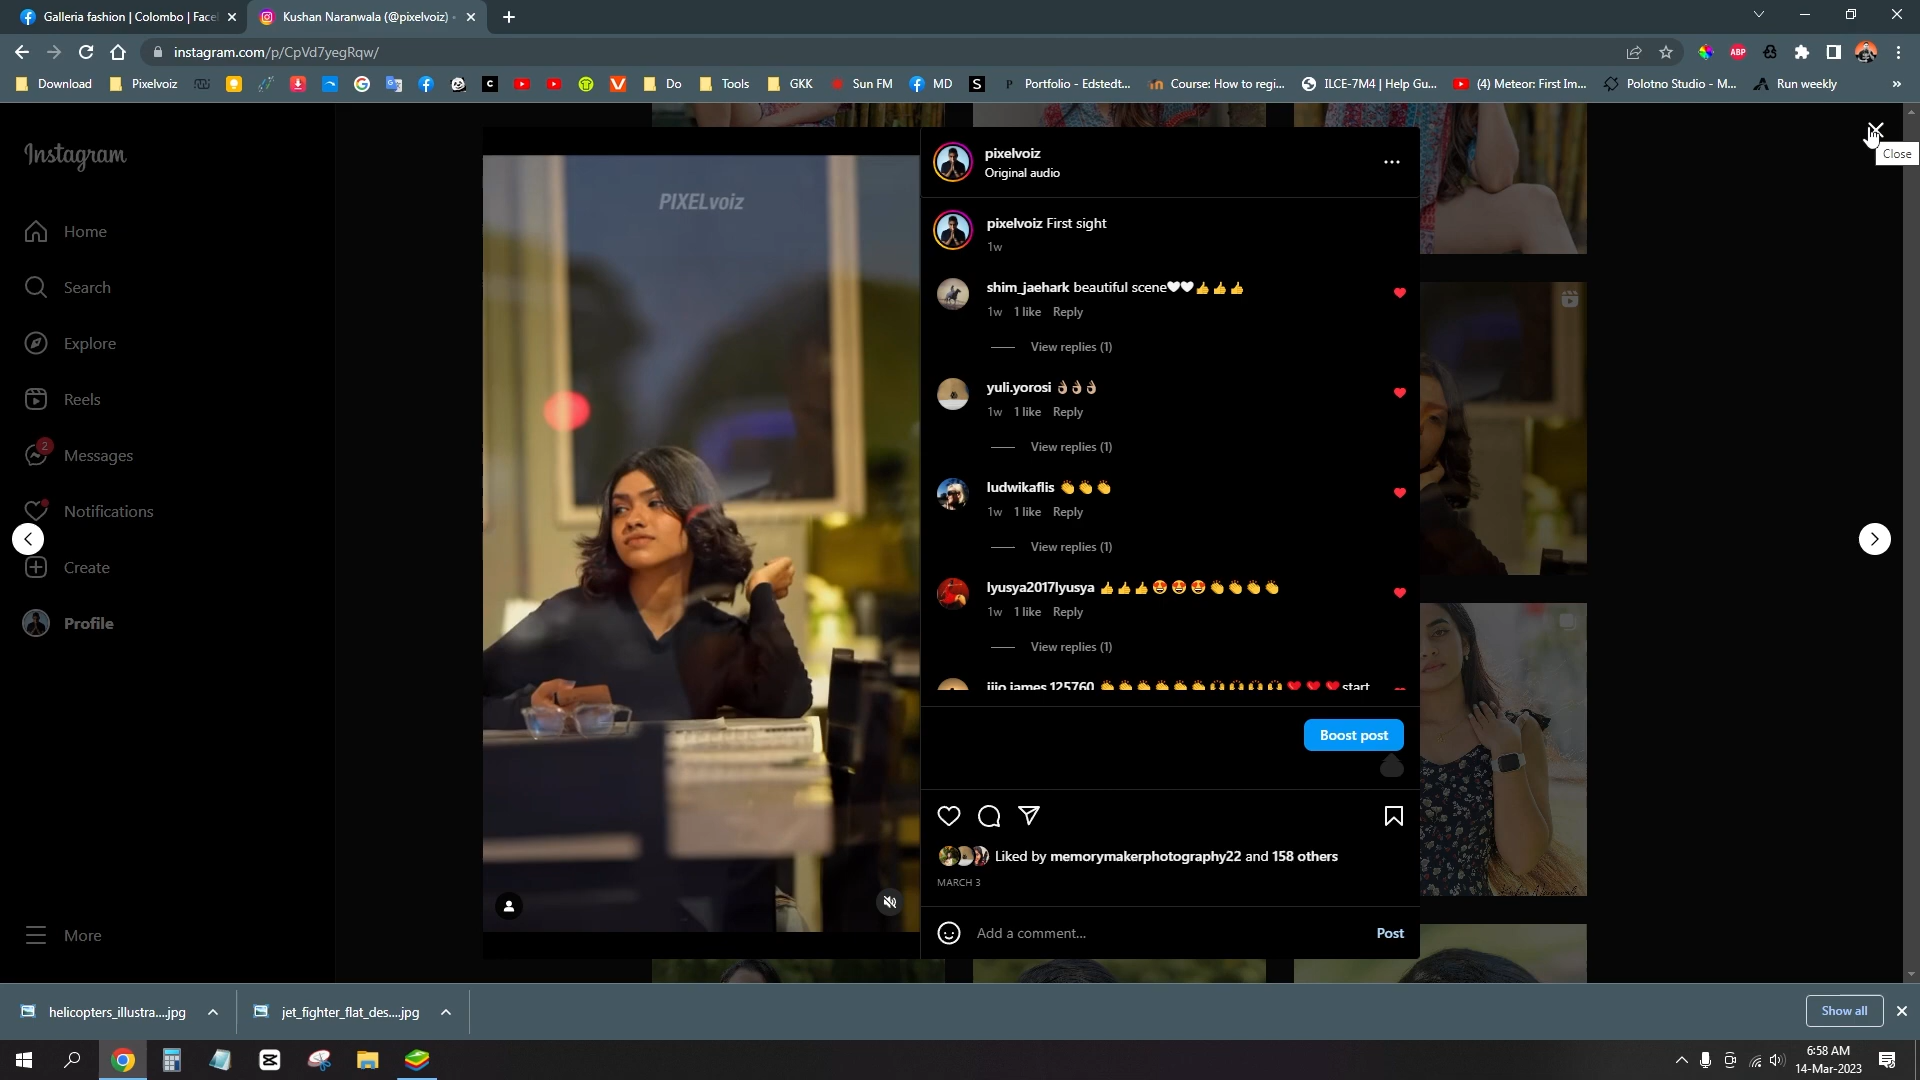 Galleria fashion | Colombo | Face
Kushan Naranwala (@pixelvoiz) ·
instagram.com/p/CpVd7yegRqw/
ABP
Download
Pixelvoiz
Do
Tools
GKK
Sun FM
MD
Portfolio - Edstedt...
Course: How to regi...
ILCE-7M4 | Help Gu...
(4) Meteor: First Im...
Polotno Studio - M...
Run weekly
»
Instagram
Close
Home
Search
Explore
Reels
2
Messages
Notifications
Create
Profile
More
PIXELvoiz
pixelvoiz
Original audio
pixelvoiz First sight
1w
shim_jaehark beautiful scene🤍🤍👍👍👍
1w 1 like Reply
View replies (1)
yuli.yorosi 👌🏽👌🏽👌🏽
1w 1 like Reply
View replies (1)
ludwikaflis 👏👏👏
1w 1 like Reply
View replies (1)
lyusya2017lyusya 👍👍👍😍😍😍👏👏👏👏
1w 1 like Reply
View replies (1)
jijo.james.125760 👏👏👏👏👏👏🙌🙌🙌🙌❤️❤️❤️start
Boost post
Liked by memorymakerphotography22 and 158 others
MARCH 3
Add a comment...
Post
helicopters_illustra....jpg
jet_fighter_flat_des....jpg
Show all
6:58 AM
14-Mar-2023